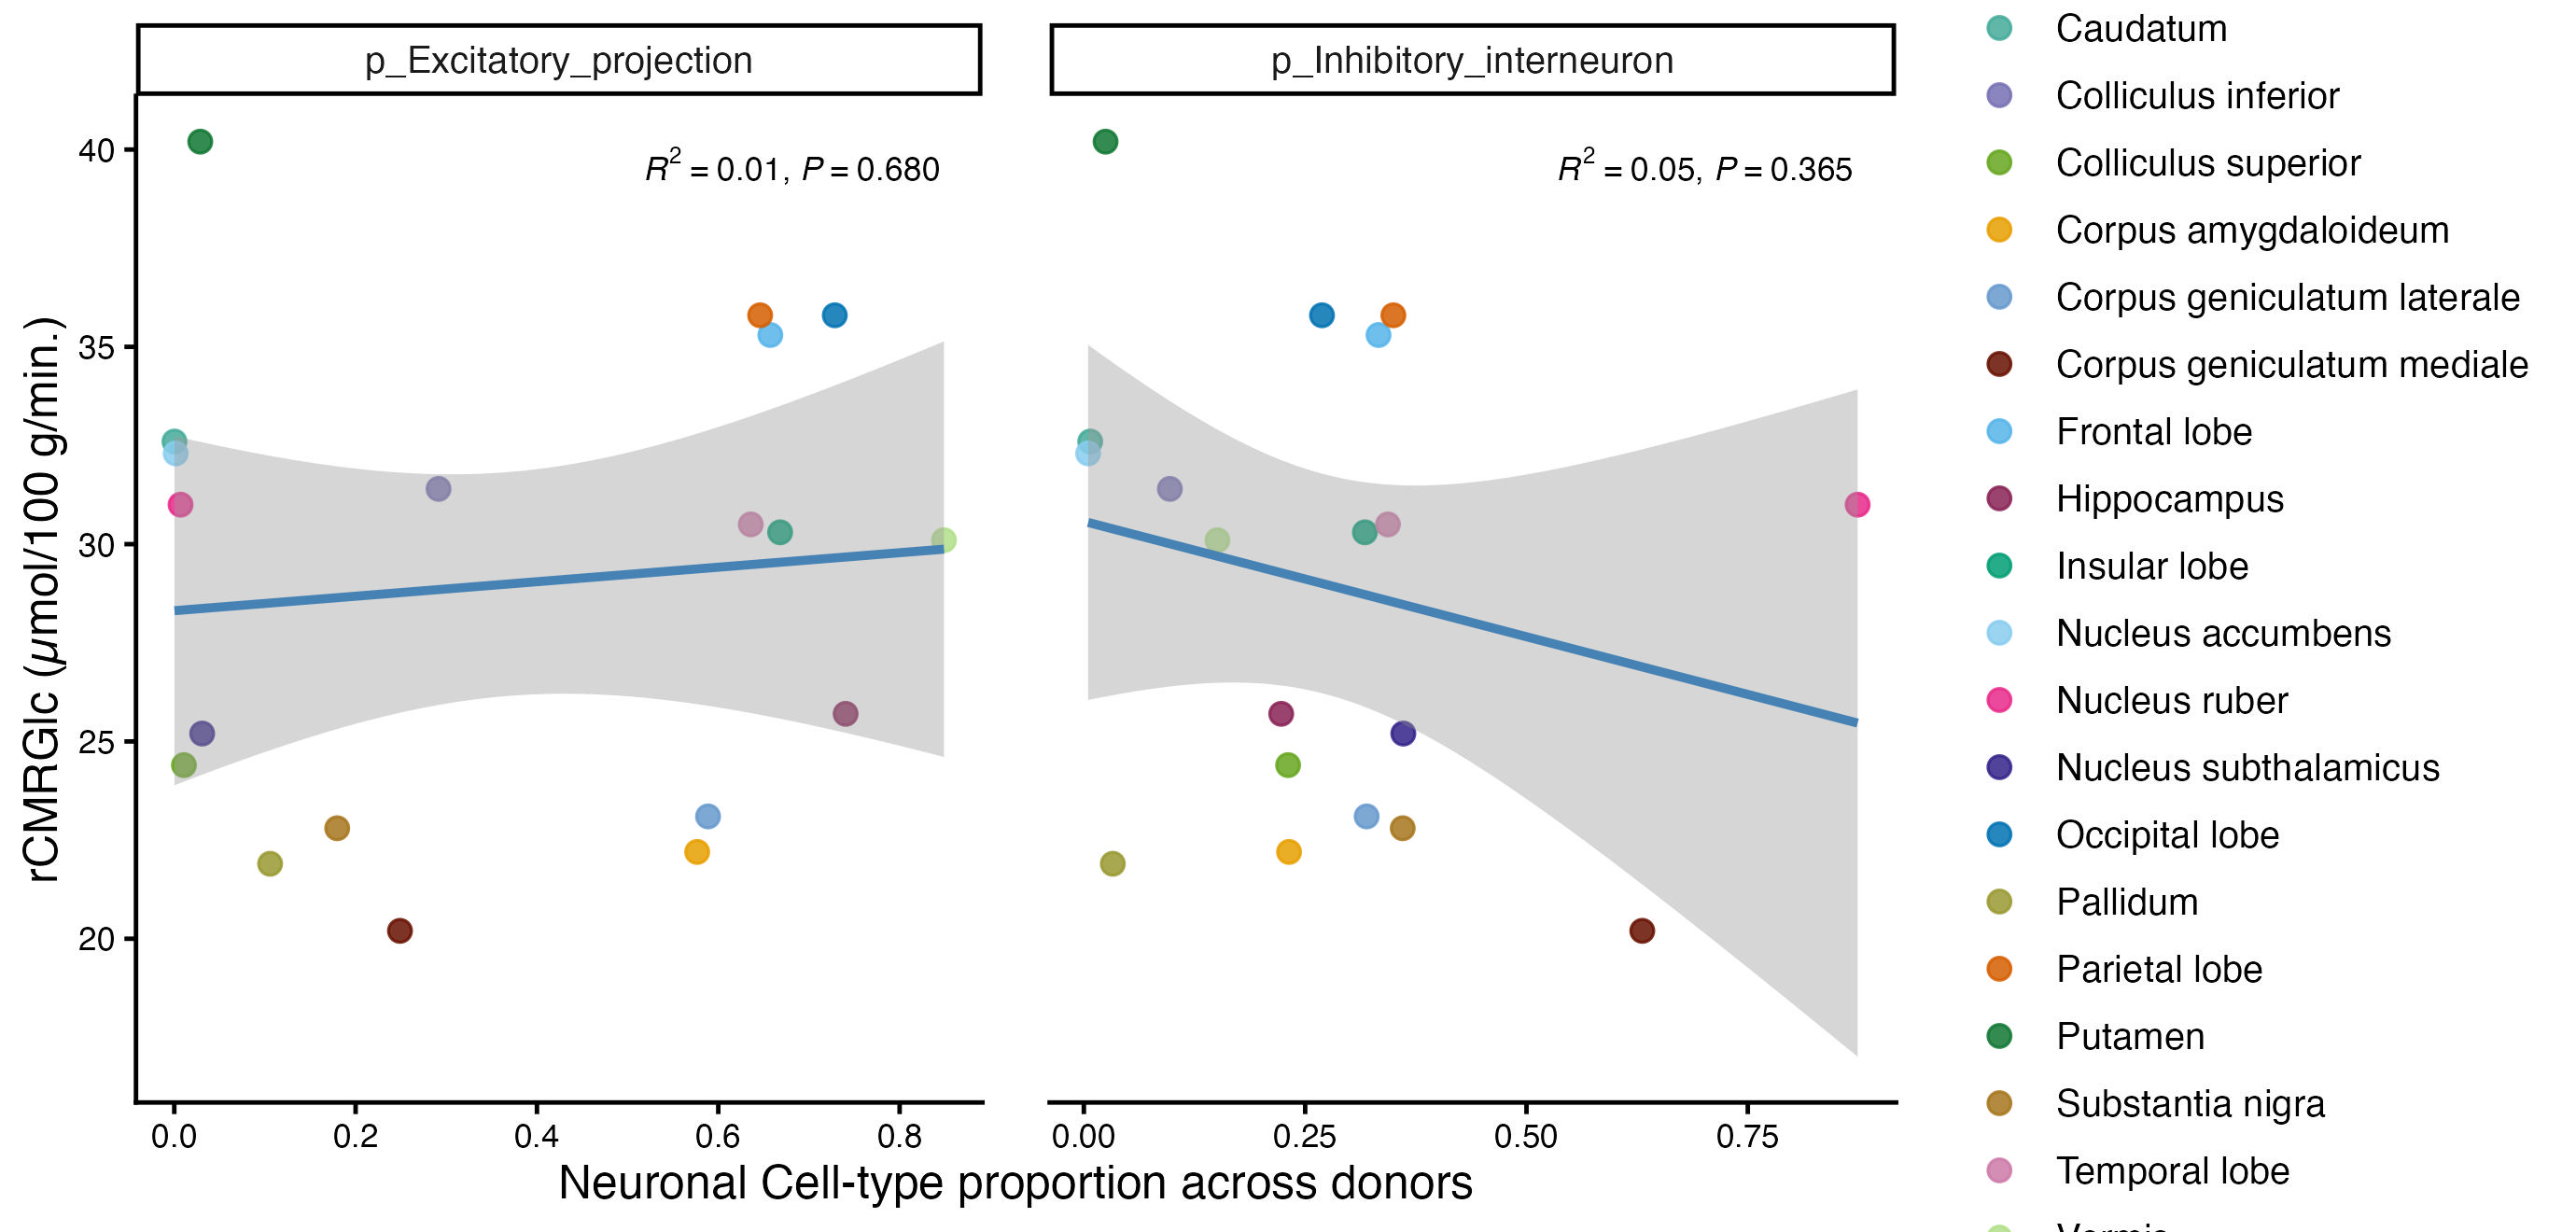 p_Excitatory_projection
p_Inhibitory_interneuron
R2 = 0.01, P = 0.680
R2 = 0.05, P = 0.365
rCMRGlc (µmol/100 g/min.)
40
35
30
25
20
0.0 0.2 0.4 0.6 0.8
0.00 0.25 0.50 0.75
Neuronal Cell-type proportion across donors
Caudatum
Colliculus inferior
Colliculus superior
Corpus amygdaloideum
Corpus geniculatum laterale
Corpus geniculatum mediale
Frontal lobe
Hippocampus
Insular lobe
Nucleus accumbens
Nucleus ruber
Nucleus subthalamicus
Occipital lobe
Pallidum
Parietal lobe
Putamen
Substantia nigra
Temporal lobe